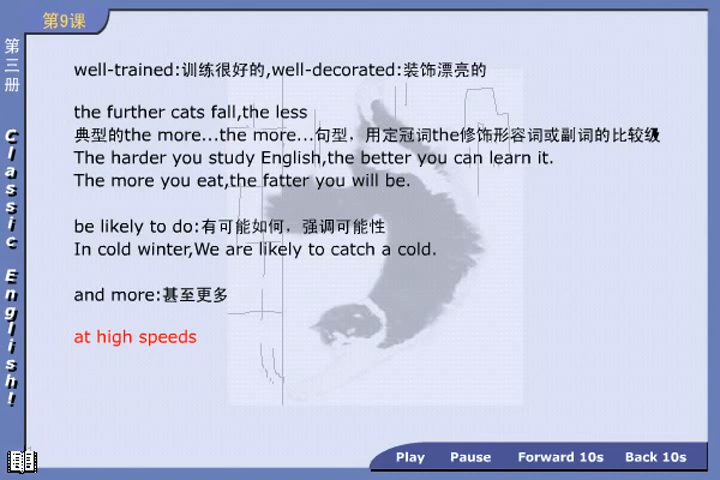 第9课
第三册
Classic English!
well-trained:训练很好的,well-decorated:装饰漂亮的
the further cats fall,the less
典型的the more...the more...句型，用定冠词the修饰形容词或副词的比较级
The harder you study English,the better you can learn it.
The more you eat,the fatter you will be.
be likely to do:有可能如何，强调可能性
In cold winter,We are likely to catch a cold.
and more:甚至更多
at high speeds
Play Pause Forward 10s Back 10s